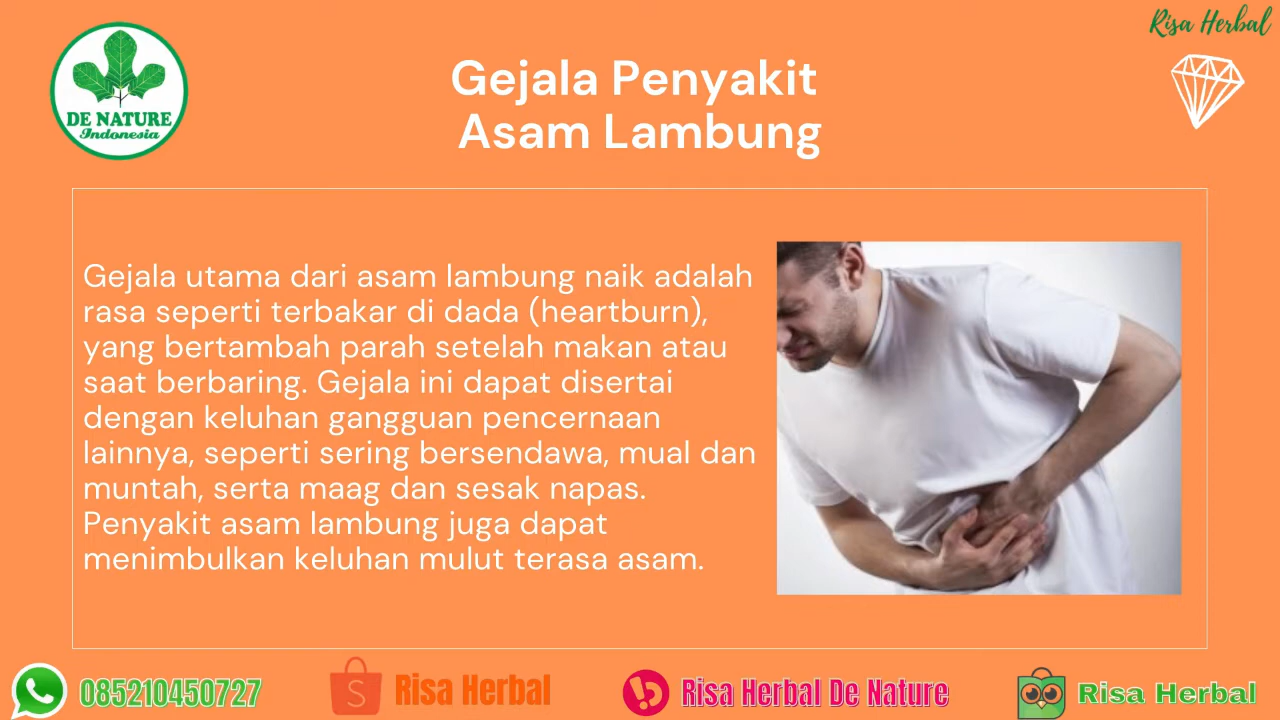 Risa Herbal
DE NATURE
Indonesia
Gejala Penyakit
Asam Lambung
Gejala utama dari asam lambung naik adalah
rasa seperti terbakar di dada (heartburn),
yang bertambah parah setelah makan atau
saat berbaring. Gejala ini dapat disertai
dengan keluhan gangguan pencernaan
lainnya, seperti sering bersendawa, mual dan
muntah, serta maag dan sesak napas.
Penyakit asam lambung juga dapat
menimbulkan keluhan mulut terasa asam.
085210450727
S
Risa Herbal
b
Risa Herbal De Nature
Risa Herbal